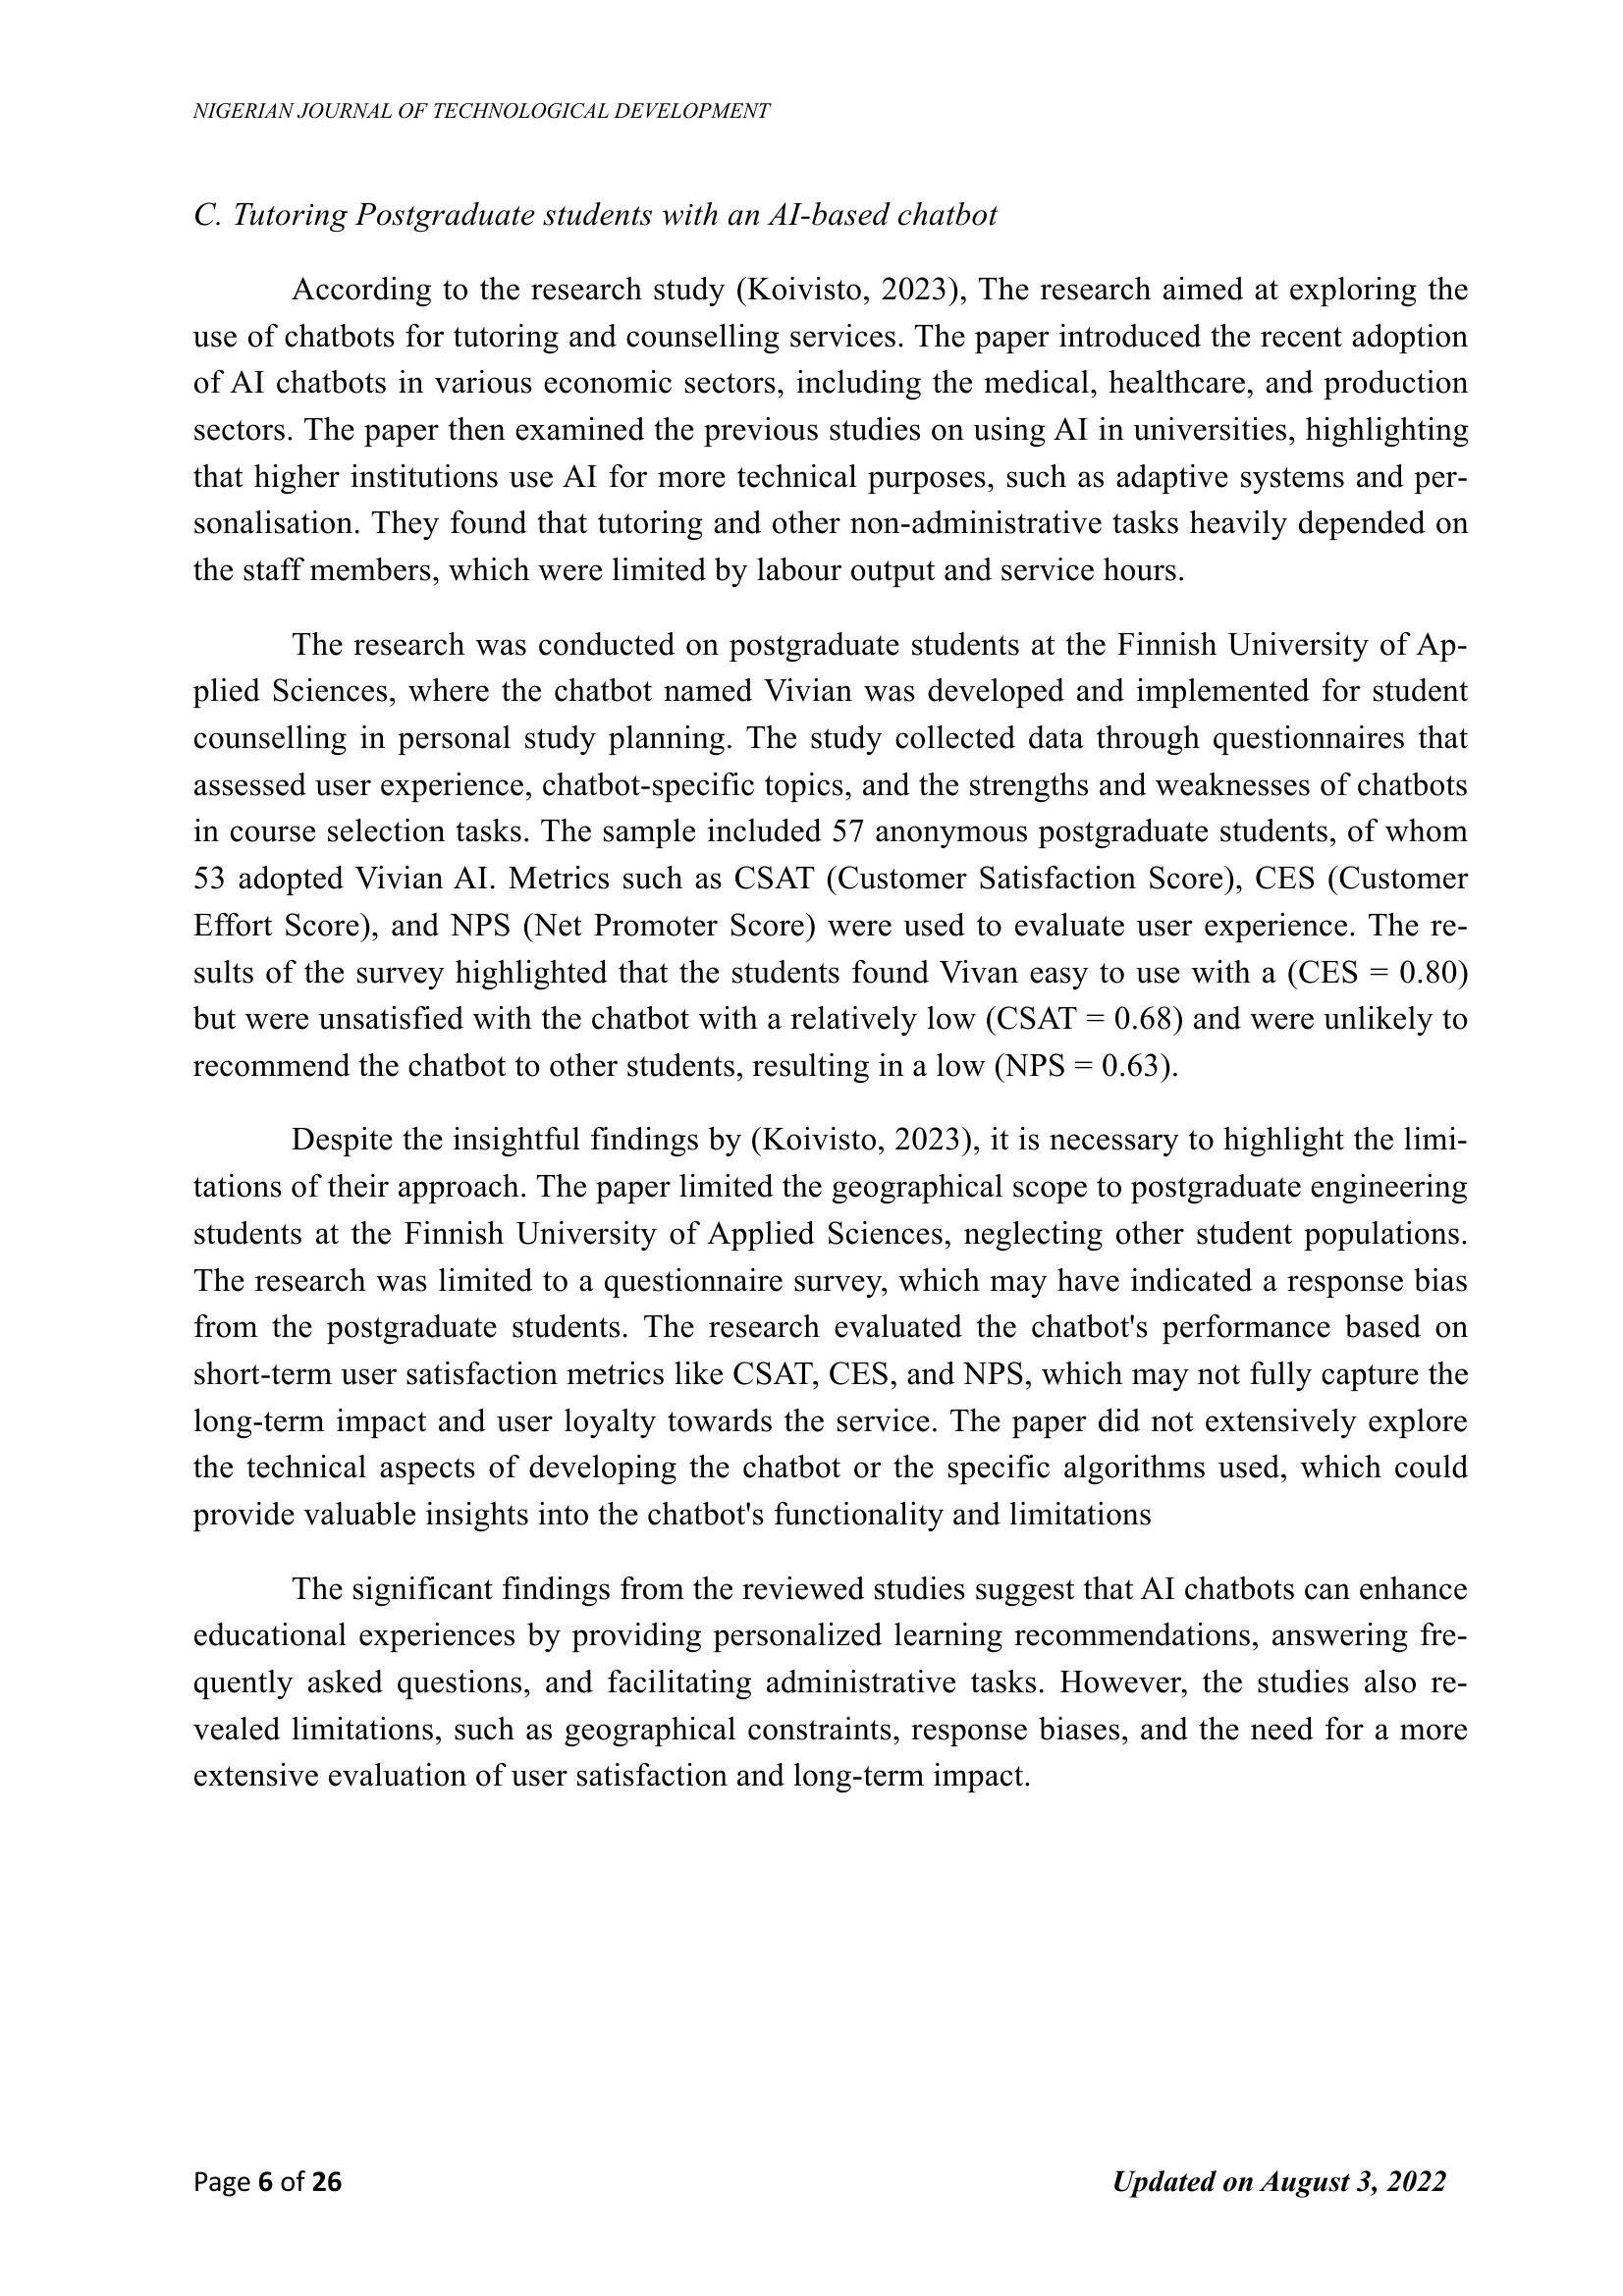 NIGERIAN JOURNAL OF TECHNOLOGICAL DEVELOPMENT
C. Tutoring Postgraduate students with an AI-based chatbot
According to the research study (Koivisto, 2023), The research aimed at exploring the
use of chatbots for tutoring and counselling services. The paper introduced the recent adoption
of AI chatbots in various economic sectors, including the medical, healthcare, and production
sectors. The paper then examined the previous studies on using AI in universities, highlighting
that higher institutions use AI for more technical purposes, such as adaptive systems and per-
sonalisation. They found that tutoring and other non-administrative tasks heavily depended on
the staff members, which were limited by labour output and service hours.
The research was conducted on postgraduate students at the Finnish University of Ap-
plied Sciences, where the chatbot named Vivian was developed and implemented for student
counselling in personal study planning. The study collected data through questionnaires that
assessed user experience, chatbot-specific topics, and the strengths and weaknesses of chatbots
in course selection tasks. The sample included 57 anonymous postgraduate students, of whom
53 adopted Vivian AI. Metrics such as CSAT (Customer Satisfaction Score), CES (Customer
Effort Score), and NPS (Net Promoter Score) were used to evaluate user experience. The re-
sults of the survey highlighted that the students found Vivan easy to use with a (CES = 0.80)
but were unsatisfied with the chatbot with a relatively low (CSAT = 0.68) and were unlikely to
recommend the chatbot to other students, resulting in a low (NPS = 0.63).
Despite the insightful findings by (Koivisto, 2023), it is necessary to highlight the limi-
tations of their approach. The paper limited the geographical scope to postgraduate engineering
students at the Finnish University of Applied Sciences, neglecting other student populations.
The research was limited to a questionnaire survey, which may have indicated a response bias
from the postgraduate students. The research evaluated the chatbot's performance based on
short-term user satisfaction metrics like CSAT, CES, and NPS, which may not fully capture the
long-term impact and user loyalty towards the service. The paper did not extensively explore
the technical aspects of developing the chatbot or the specific algorithms used, which could
provide valuable insights into the chatbot's functionality and limitations
The significant findings from the reviewed studies suggest that AI chatbots can enhance
educational experiences by providing personalized learning recommendations, answering fre-
quently asked questions, and facilitating administrative tasks. However, the studies also re-
vealed limitations, such as geographical constraints, response biases, and the need for a more
extensive evaluation of user satisfaction and long-term impact.
Page 6 of 26
Updated on August 3, 2022